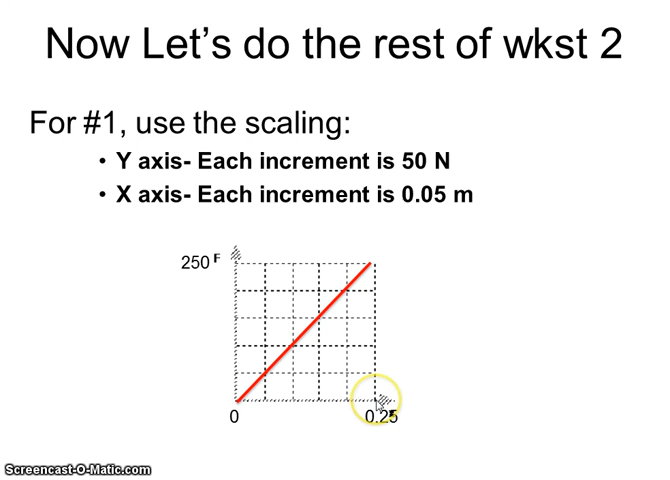 Now Let's do the rest of wkst 2
For #1, use the scaling:
• Y axis- Each increment is 50 N
• X axis- Each increment is 0.05 m
250 F
0 0.25
Screencast-O-Matic.com